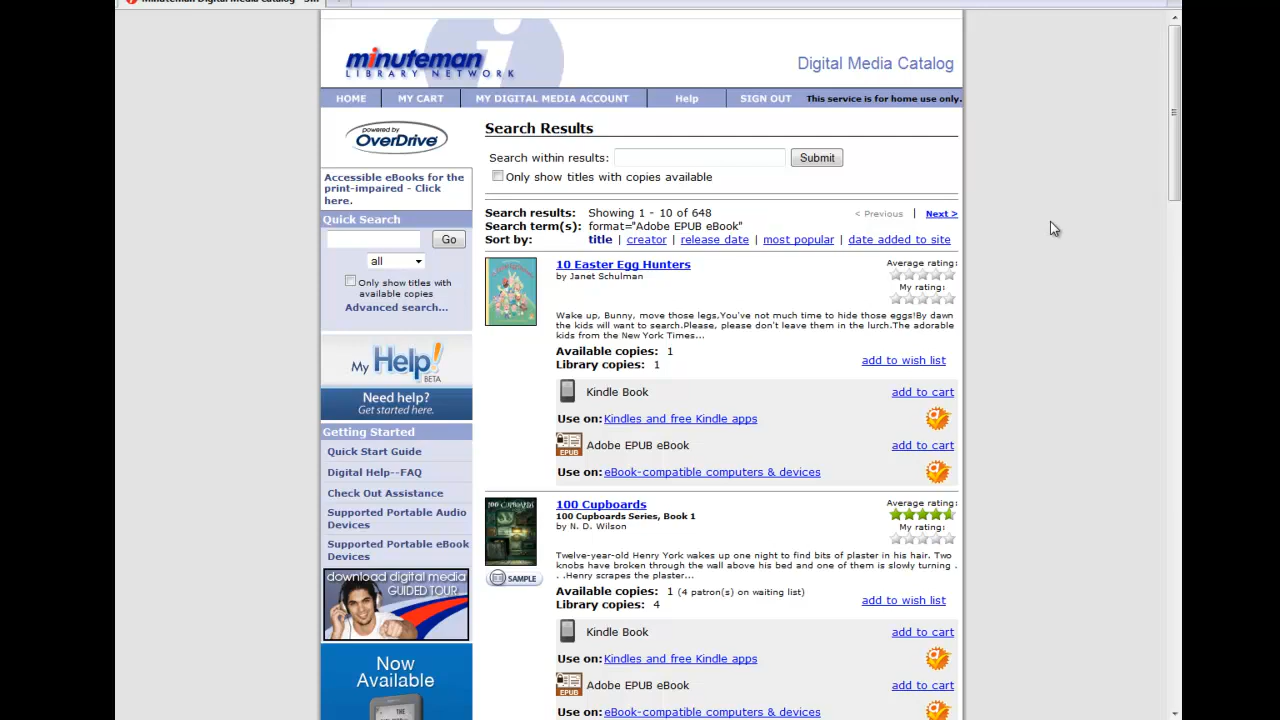 Minuteman Digital Media Catalog
minuteman
LIBRARY NETWORK
Digital Media Catalog
HOME MY CART MY DIGITAL MEDIA ACCOUNT Help SIGN OUT This service is for home use only.
powered by
OverDrive
Accessible eBooks for the
print-impaired - Click
here.
Quick Search
Go
all
Only show titles with
available copies
Advanced search...
My Help!
BETA
Need help?
Get started here.
Getting Started
Quick Start Guide
Digital Help--FAQ
Check Out Assistance
Supported Portable Audio
Devices
Supported Portable eBook
Devices
download digital media
GUIDED TOUR
Now
Available
THE
Search Results
Search within results: Submit
Only show titles with copies available
Search results: Showing 1 - 10 of 648 < Previous | Next >
Search term(s): format="Adobe EPUB eBook"
Sort by: title | creator | release date | most popular | date added to site
10 Easter Egg Hunters
by Janet Schulman
Average rating:
My rating:
Wake up, Bunny, move those legs,You've not much time to hide those eggs!By dawn
the kids will want to search.Please, please don't leave them in the lurch.The adorable
kids from the New York Times...
Available copies: 1
Library copies: 1
add to wish list
Kindle Book add to cart
Use on: Kindles and free Kindle apps
EPUB Adobe EPUB eBook add to cart
Use on: eBook-compatible computers & devices
100 CUPBOARDS
SAMPLE
100 Cupboards
100 Cupboards Series, Book 1
by N. D. Wilson
Average rating:
My rating:
Twelve-year-old Henry York wakes up one night to find bits of plaster in his hair. Two
knobs have broken through the wall above his bed and one of them is slowly turning .
. .Henry scrapes the plaster...
Available copies: 1 (4 patron(s) on waiting list)
Library copies: 4
add to wish list
Kindle Book add to cart
Use on: Kindles and free Kindle apps
EPUB Adobe EPUB eBook add to cart
Use on: eBook-compatible computers & devices